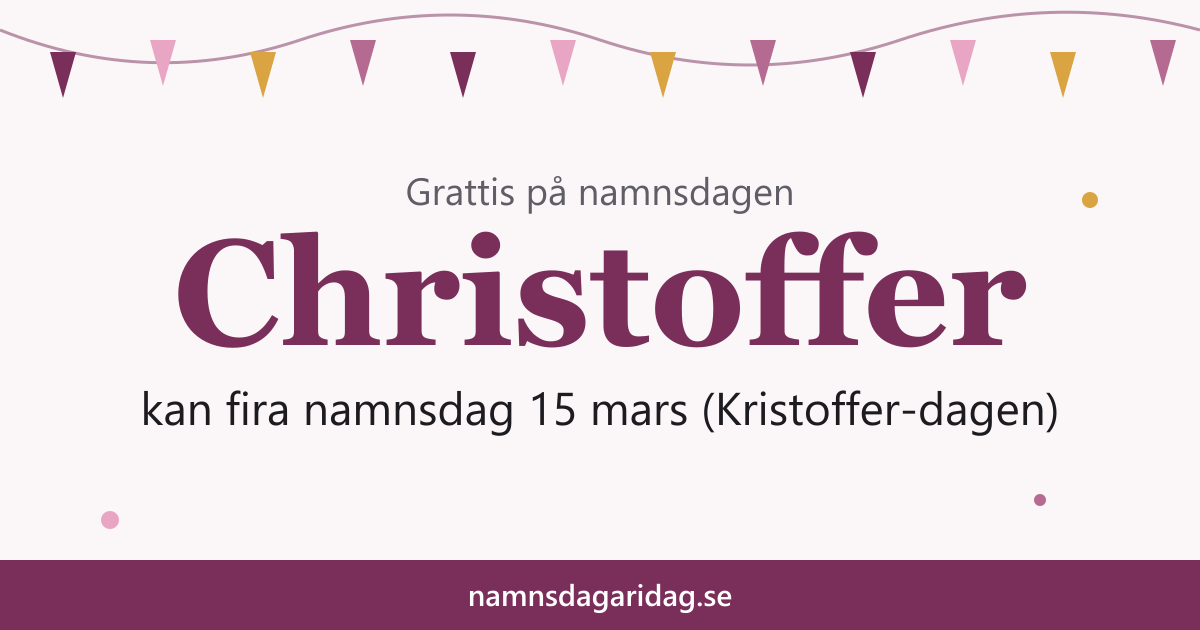 Grattis på namnsdagen
Christoffer
kan fira namnsdag 15 mars (Kristoffer-dagen)
namnsdagaridag.se